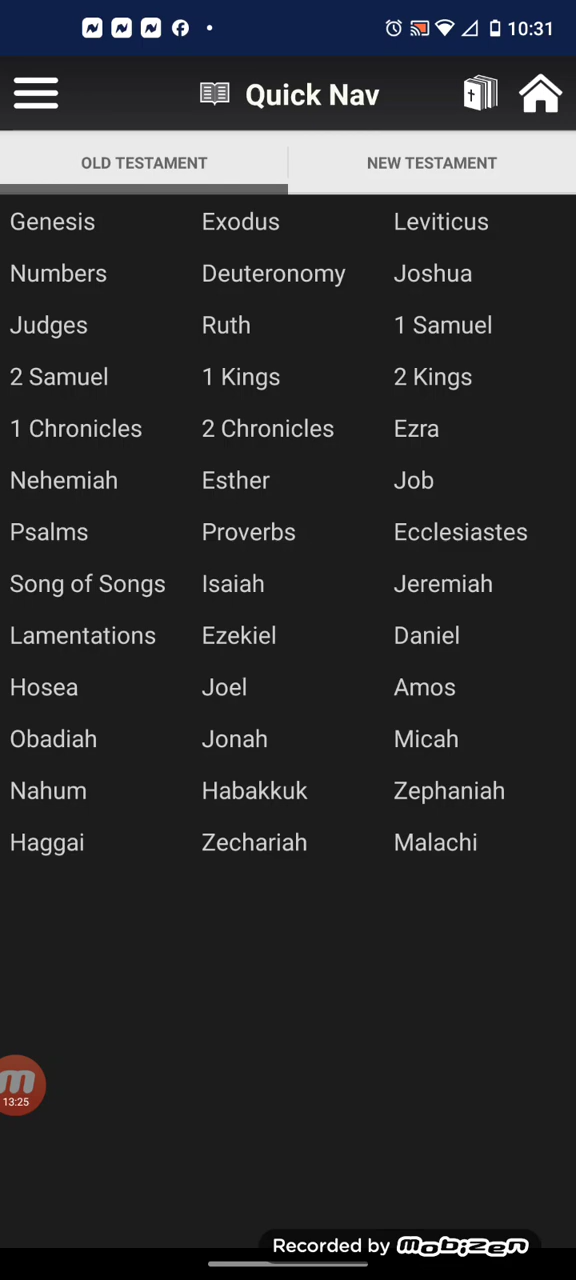 10:31
Quick Nav
OLD TESTAMENT NEW TESTAMENT
Genesis Exodus Leviticus
Numbers Deuteronomy Joshua
Judges Ruth 1 Samuel
2 Samuel 1 Kings 2 Kings
1 Chronicles 2 Chronicles Ezra
Nehemiah Esther Job
Psalms Proverbs Ecclesiastes
Song of Songs Isaiah Jeremiah
Lamentations Ezekiel Daniel
Hosea Joel Amos
Obadiah Jonah Micah
Nahum Habakkuk Zephaniah
Haggai Zechariah Malachi
m
13:25
Recorded by mobizen